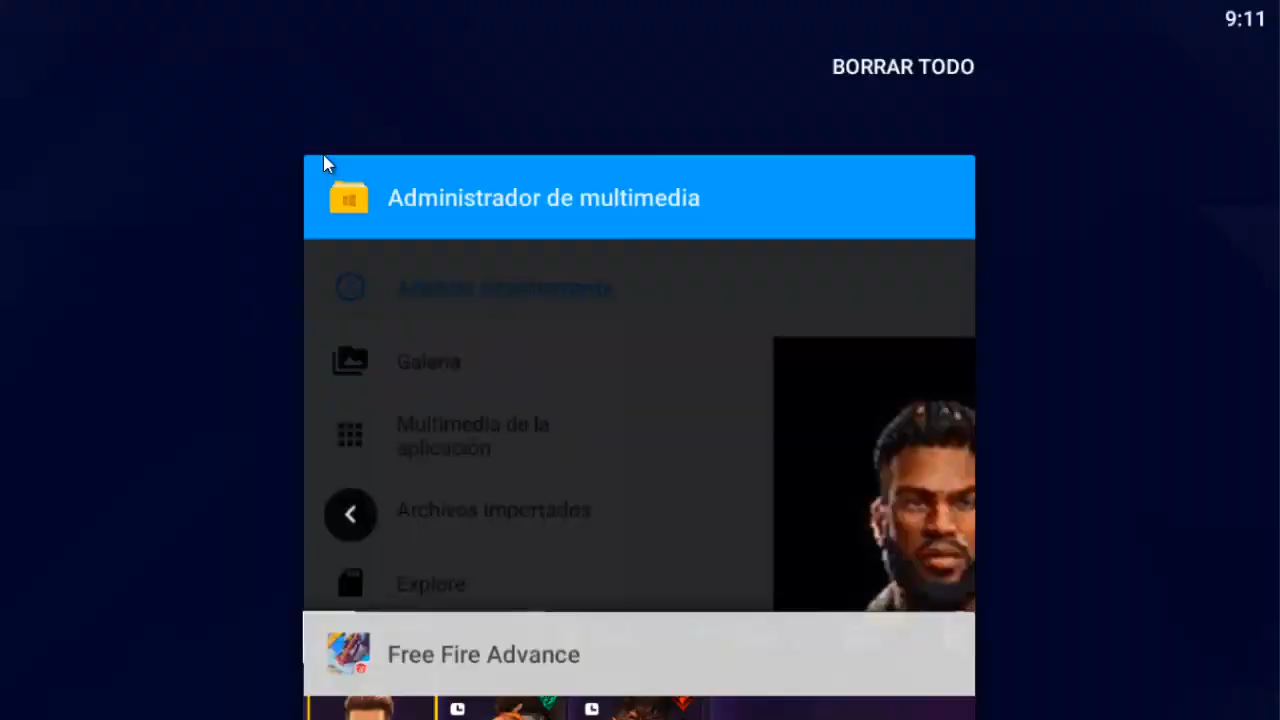 9:11
BORRAR TODO
Administrador de multimedia
Galería
Multimedia de la
aplicación
Archivos importados
Explore
Free Fire Advance